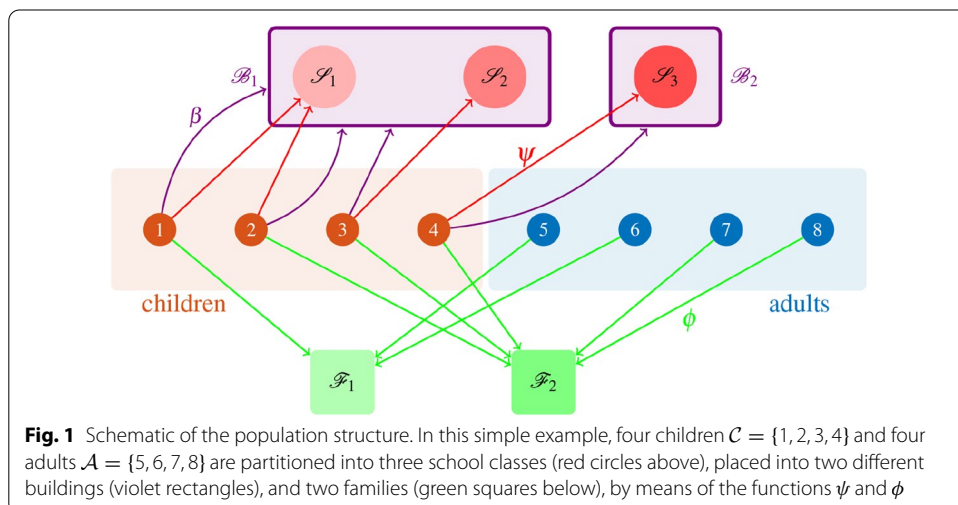 ℬ₁ 𝒮₁ 𝒮₂ 𝒮₃ ℬ₂
β
ψ
1 2 3 4 5 6 7 8
children adults
ϕ
ℱ₁ ℱ₂
Fig. 1 Schematic of the population structure. In this simple example, four children 𝒞 = {1, 2, 3, 4} and four
adults 𝒜 = {5, 6, 7, 8} are partitioned into three school classes (red circles above), placed into two different
buildings (violet rectangles), and two families (green squares below), by means of the functions ψ and ϕ